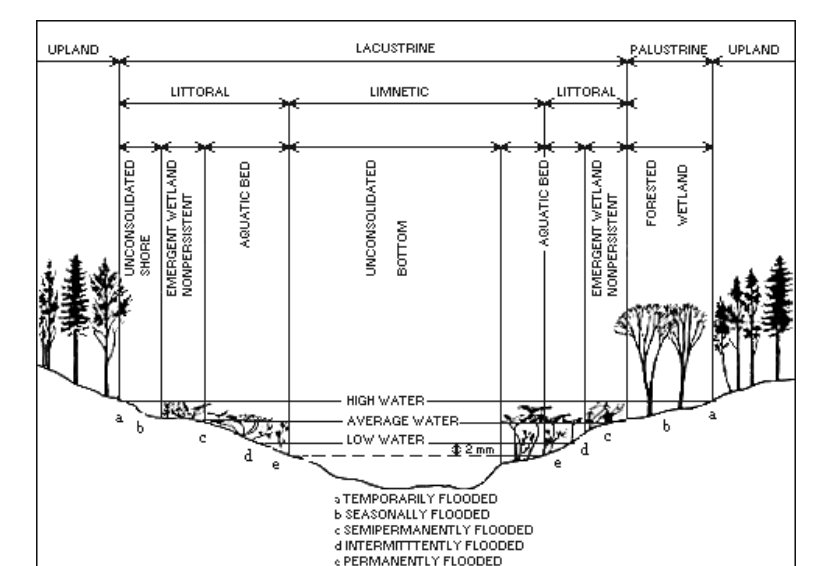 UPLAND LACUSTRINE PALUSTRINE UPLAND
LITTORAL LIMNETIC LITTORAL
UNCONSOLIDATED
SHORE
EMERGENT WETLAND
NONPERSISTENT
AQUATIC BED
UNCONSOLIDATED
BOTTOM
AQUATIC BED
EMERGENT WETLAND
NONPERSISTENT
FORESTED
WETLAND
HIGH WATER
a a
b AVERAGE WATER b
c c
LOW WATER
d 2 mm d
e e
a TEMPORARILY FLOODED
b SEASONALLY FLOODED
c SEMIPERMANENTLY FLOODED
d INTERMITTTENTLY FLOODED
e PERMANENTLY FLOODED